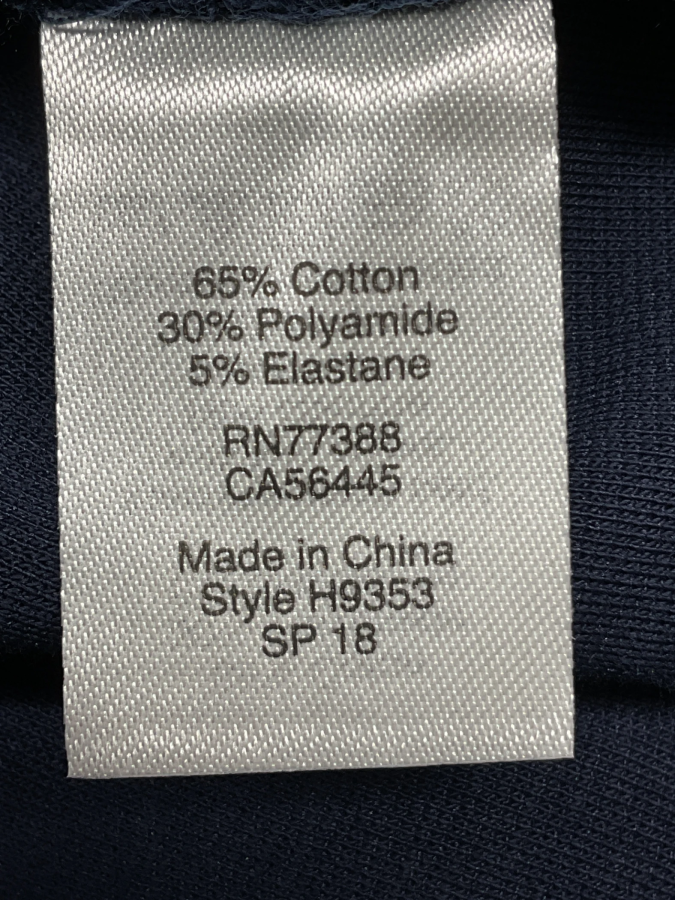 65% Cotton
30% Polyamide
5% Elastane
RN77388
CA56445
Made in China
Style H9353
SP 18